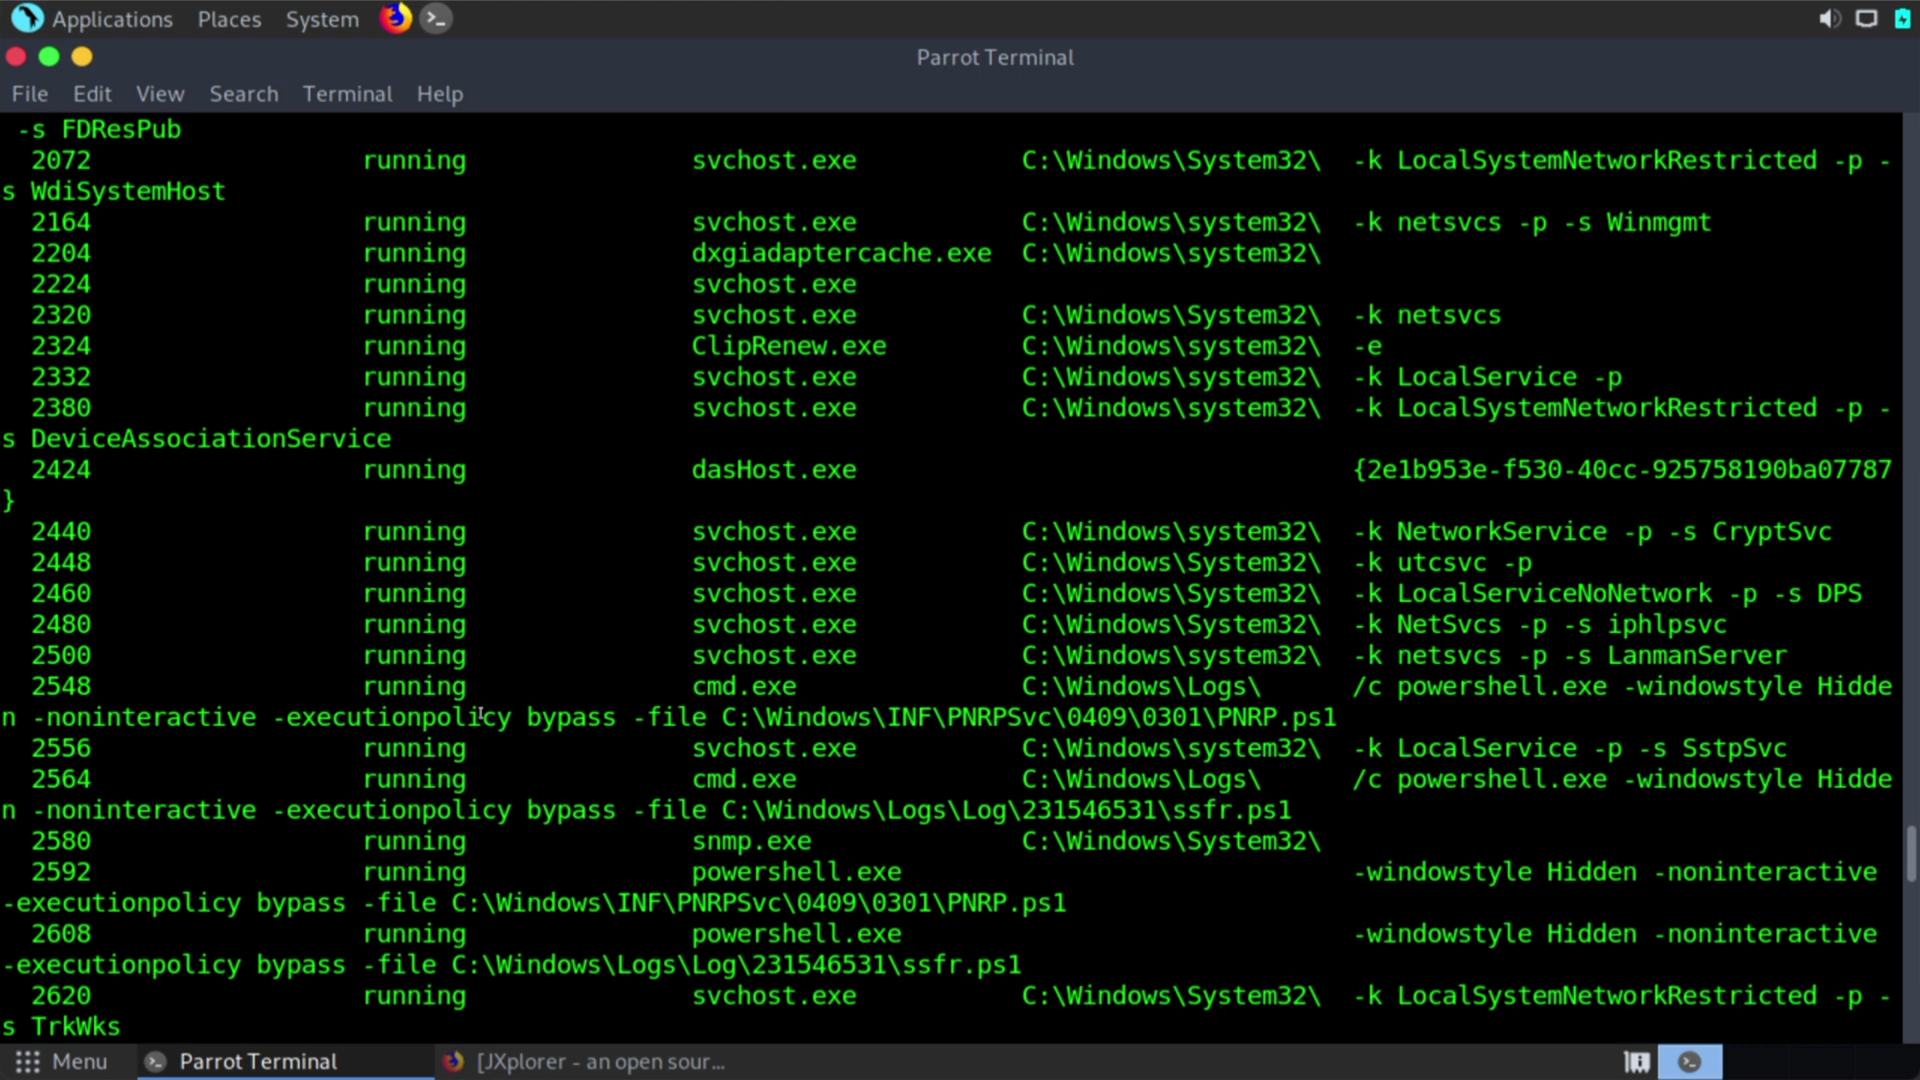 Applications Places System
Parrot Terminal
File Edit View Search Terminal Help
-s FDResPub
2072 running svchost.exe C:\Windows\System32\ -k LocalSystemNetworkRestricted -p -
s WdiSystemHost
2164 running svchost.exe C:\Windows\system32\ -k netsvcs -p -s Winmgmt
2204 running dxgiadaptercache.exe C:\Windows\system32\
2224 running svchost.exe
2320 running svchost.exe C:\Windows\System32\ -k netsvcs
2324 running ClipRenew.exe C:\Windows\system32\ -e
2332 running svchost.exe C:\Windows\system32\ -k LocalService -p
2380 running svchost.exe C:\Windows\system32\ -k LocalSystemNetworkRestricted -p -
s DeviceAssociationService
2424 running dasHost.exe {2e1b953e-f530-40cc-925758190ba07787
}
2440 running svchost.exe C:\Windows\system32\ -k NetworkService -p -s CryptSvc
2448 running svchost.exe C:\Windows\System32\ -k utcsvc -p
2460 running svchost.exe C:\Windows\System32\ -k LocalServiceNoNetwork -p -s DPS
2480 running svchost.exe C:\Windows\System32\ -k NetSvcs -p -s iphlpsvc
2500 running svchost.exe C:\Windows\system32\ -k netsvcs -p -s LanmanServer
2548 running cmd.exe C:\Windows\Logs\ /c powershell.exe -windowstyle Hidde
n -noninteractive -executionpolicy bypass -file C:\Windows\INF\PNRPSvc\0409\0301\PNRP.ps1
2556 running svchost.exe C:\Windows\system32\ -k LocalService -p -s SstpSvc
2564 running cmd.exe C:\Windows\Logs\ /c powershell.exe -windowstyle Hidde
n -noninteractive -executionpolicy bypass -file C:\Windows\Logs\Log\231546531\ssfr.ps1
2580 running snmp.exe C:\Windows\System32\
2592 running powershell.exe -windowstyle Hidden -noninteractive
-executionpolicy bypass -file C:\Windows\INF\PNRPSvc\0409\0301\PNRP.ps1
2608 running powershell.exe -windowstyle Hidden -noninteractive
-executionpolicy bypass -file C:\Windows\Logs\Log\231546531\ssfr.ps1
2620 running svchost.exe C:\Windows\System32\ -k LocalSystemNetworkRestricted -p -
s TrkWks
Menu Parrot Terminal [JXplorer - an open sour...